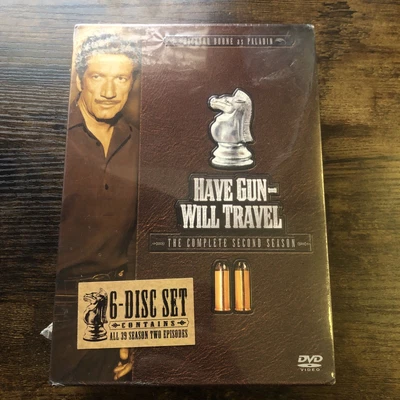 RICHARD BOONE AS PALADIN
HAVE GUN-
WILL TRAVEL
THE COMPLETE SECOND SEASON
6-DISC SET
CONTAINS
ALL 39 SEASON TWO EPISODES
DVD
VIDEO